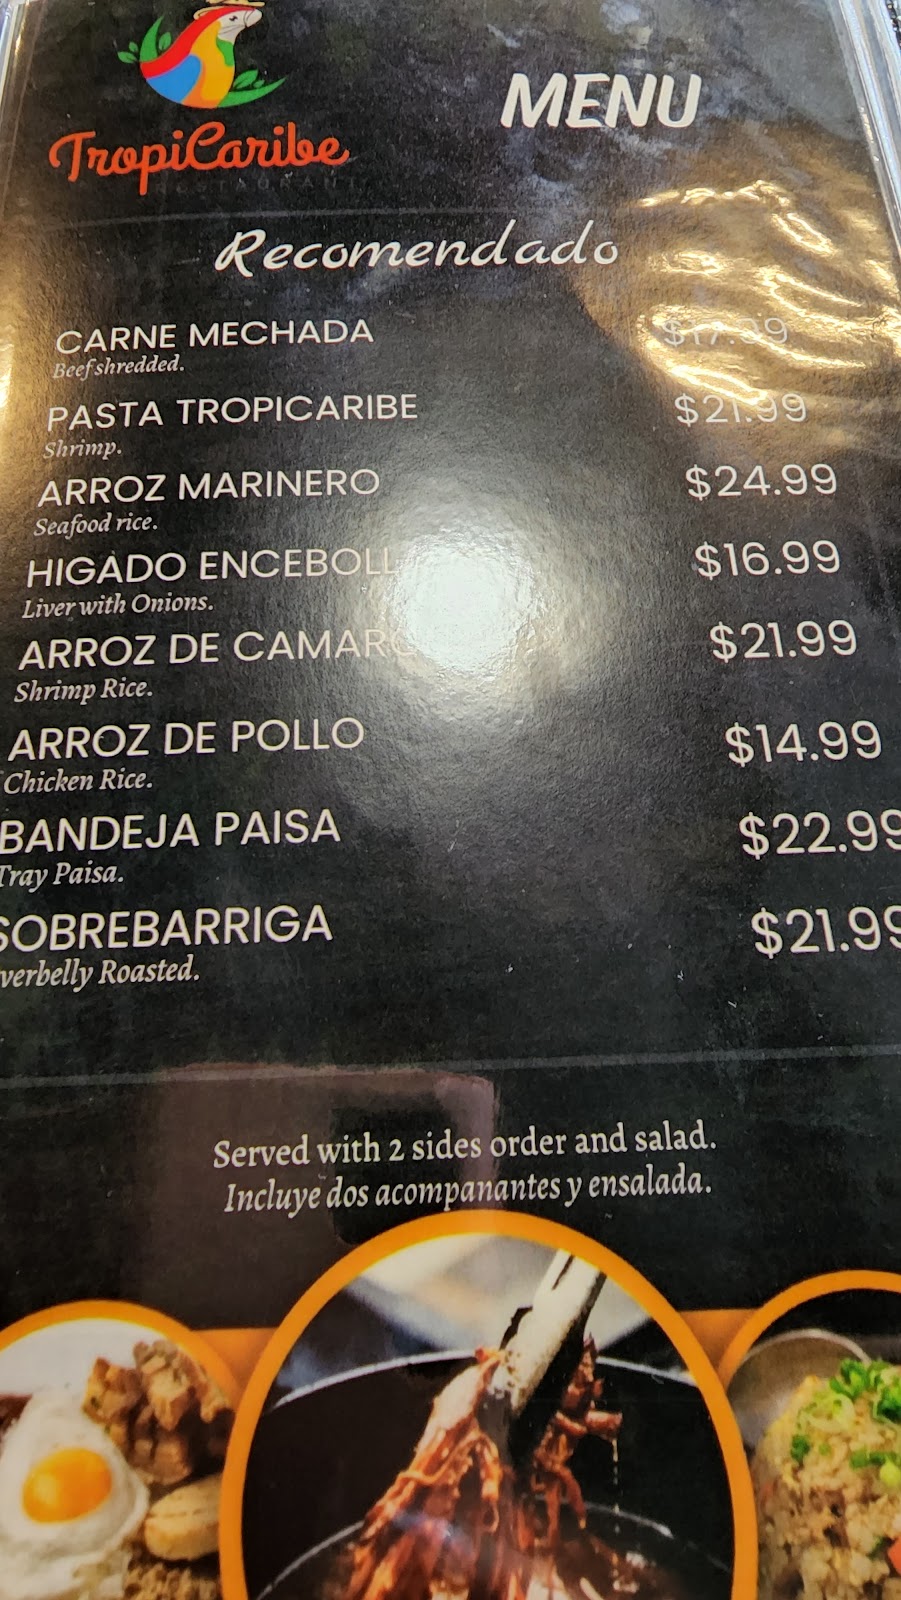 TropiCaribe
RESTAURANT
MENU
Recomendado
CARNE MECHADA $17.99
Beef shredded.
PASTA TROPICARIBE $21.99
Shrimp.
ARROZ MARINERO $24.99
Seafood rice.
HIGADO $16.99
Liver with Onions.
ARROZ DE $21.99
Shrimp Rice.
ARROZ DE POLLO $14.99
Chicken Rice.
BANDEJA PAISA $22.99
Tray Paisa.
SOBREBARRIGA $21.99
verbelly Roasted.
Served with 2 sides order and salad.
Incluye dos acompanantes y ensalada.